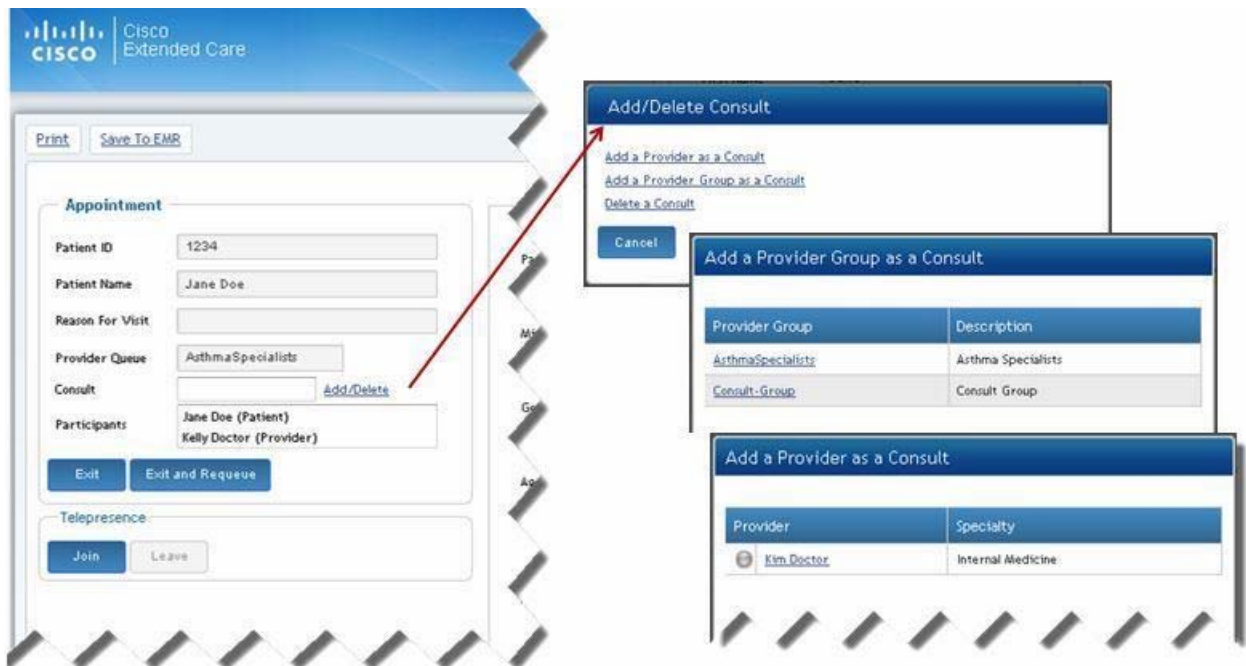 Cisco
Extended Care
CISCO
Print
Save To EMR
Appointment
Patient ID 1234
Patient Name Jane Doe
Reason For Visit
Provider Queue AsthmaSpecialists
Consult Add/Delete
Participants Jane Doe (Patient)
Kelly Doctor (Provider)
Exit Exit and Requeue
Telepresence
Join Leave
Add/Delete Consult
Add a Provider as a Consult
Add a Provider Group as a Consult
Delete a Consult
Cancel
Add a Provider Group as a Consult
Provider Group Description
AsthmaSpecialists Asthma Specialists
Consult-Group Consult Group
Add a Provider as a Consult
Provider Specialty
Kim Doctor Internal Medicine